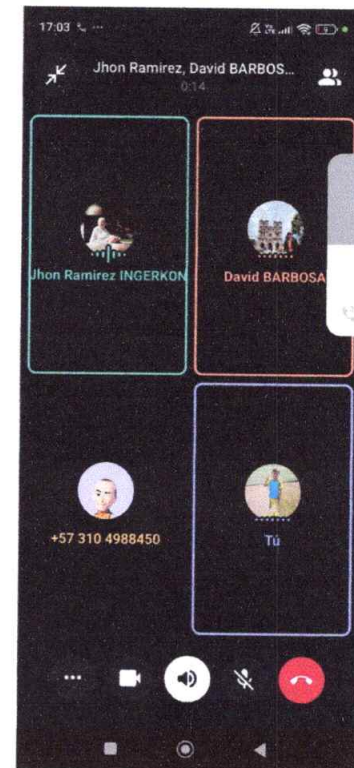 17:03
Jhon Ramirez, David BARBOS...
0:14
Jhon Ramirez INGERKON
David BARBOSA
+57 310 4988450
Tú